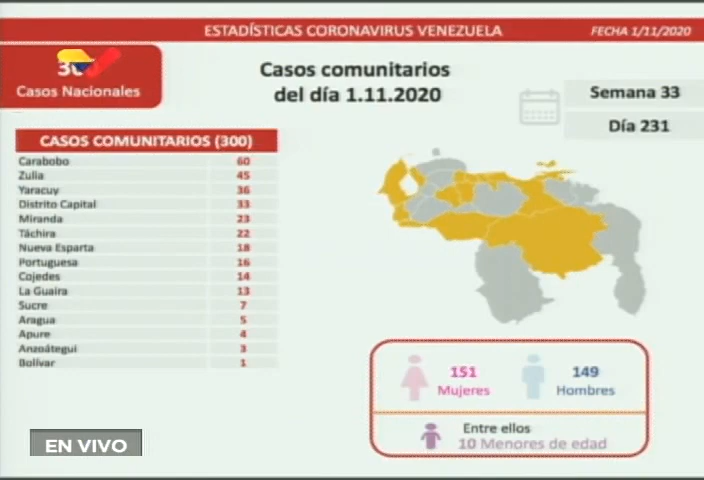 ESTADÍSTICAS CORONAVIRUS VENEZUELA
FECHA 1/11/2020
Casos Nacionales
Casos comunitarios
del día 1.11.2020
Semana 33
Día 231
CASOS COMUNITARIOS (300)
Carabobo 60
Zulia 45
Yaracuy 36
Distrito Capital 33
Miranda 23
Táchira 22
Nueva Esparta 18
Portuguesa 16
Cojedes 14
La Guaira 13
Sucre 7
Aragua 5
Apure 4
Anzoátegui 3
Bolívar 1
151
Mujeres
149
Hombres
Entre ellos
10 Menores de edad
EN VIVO